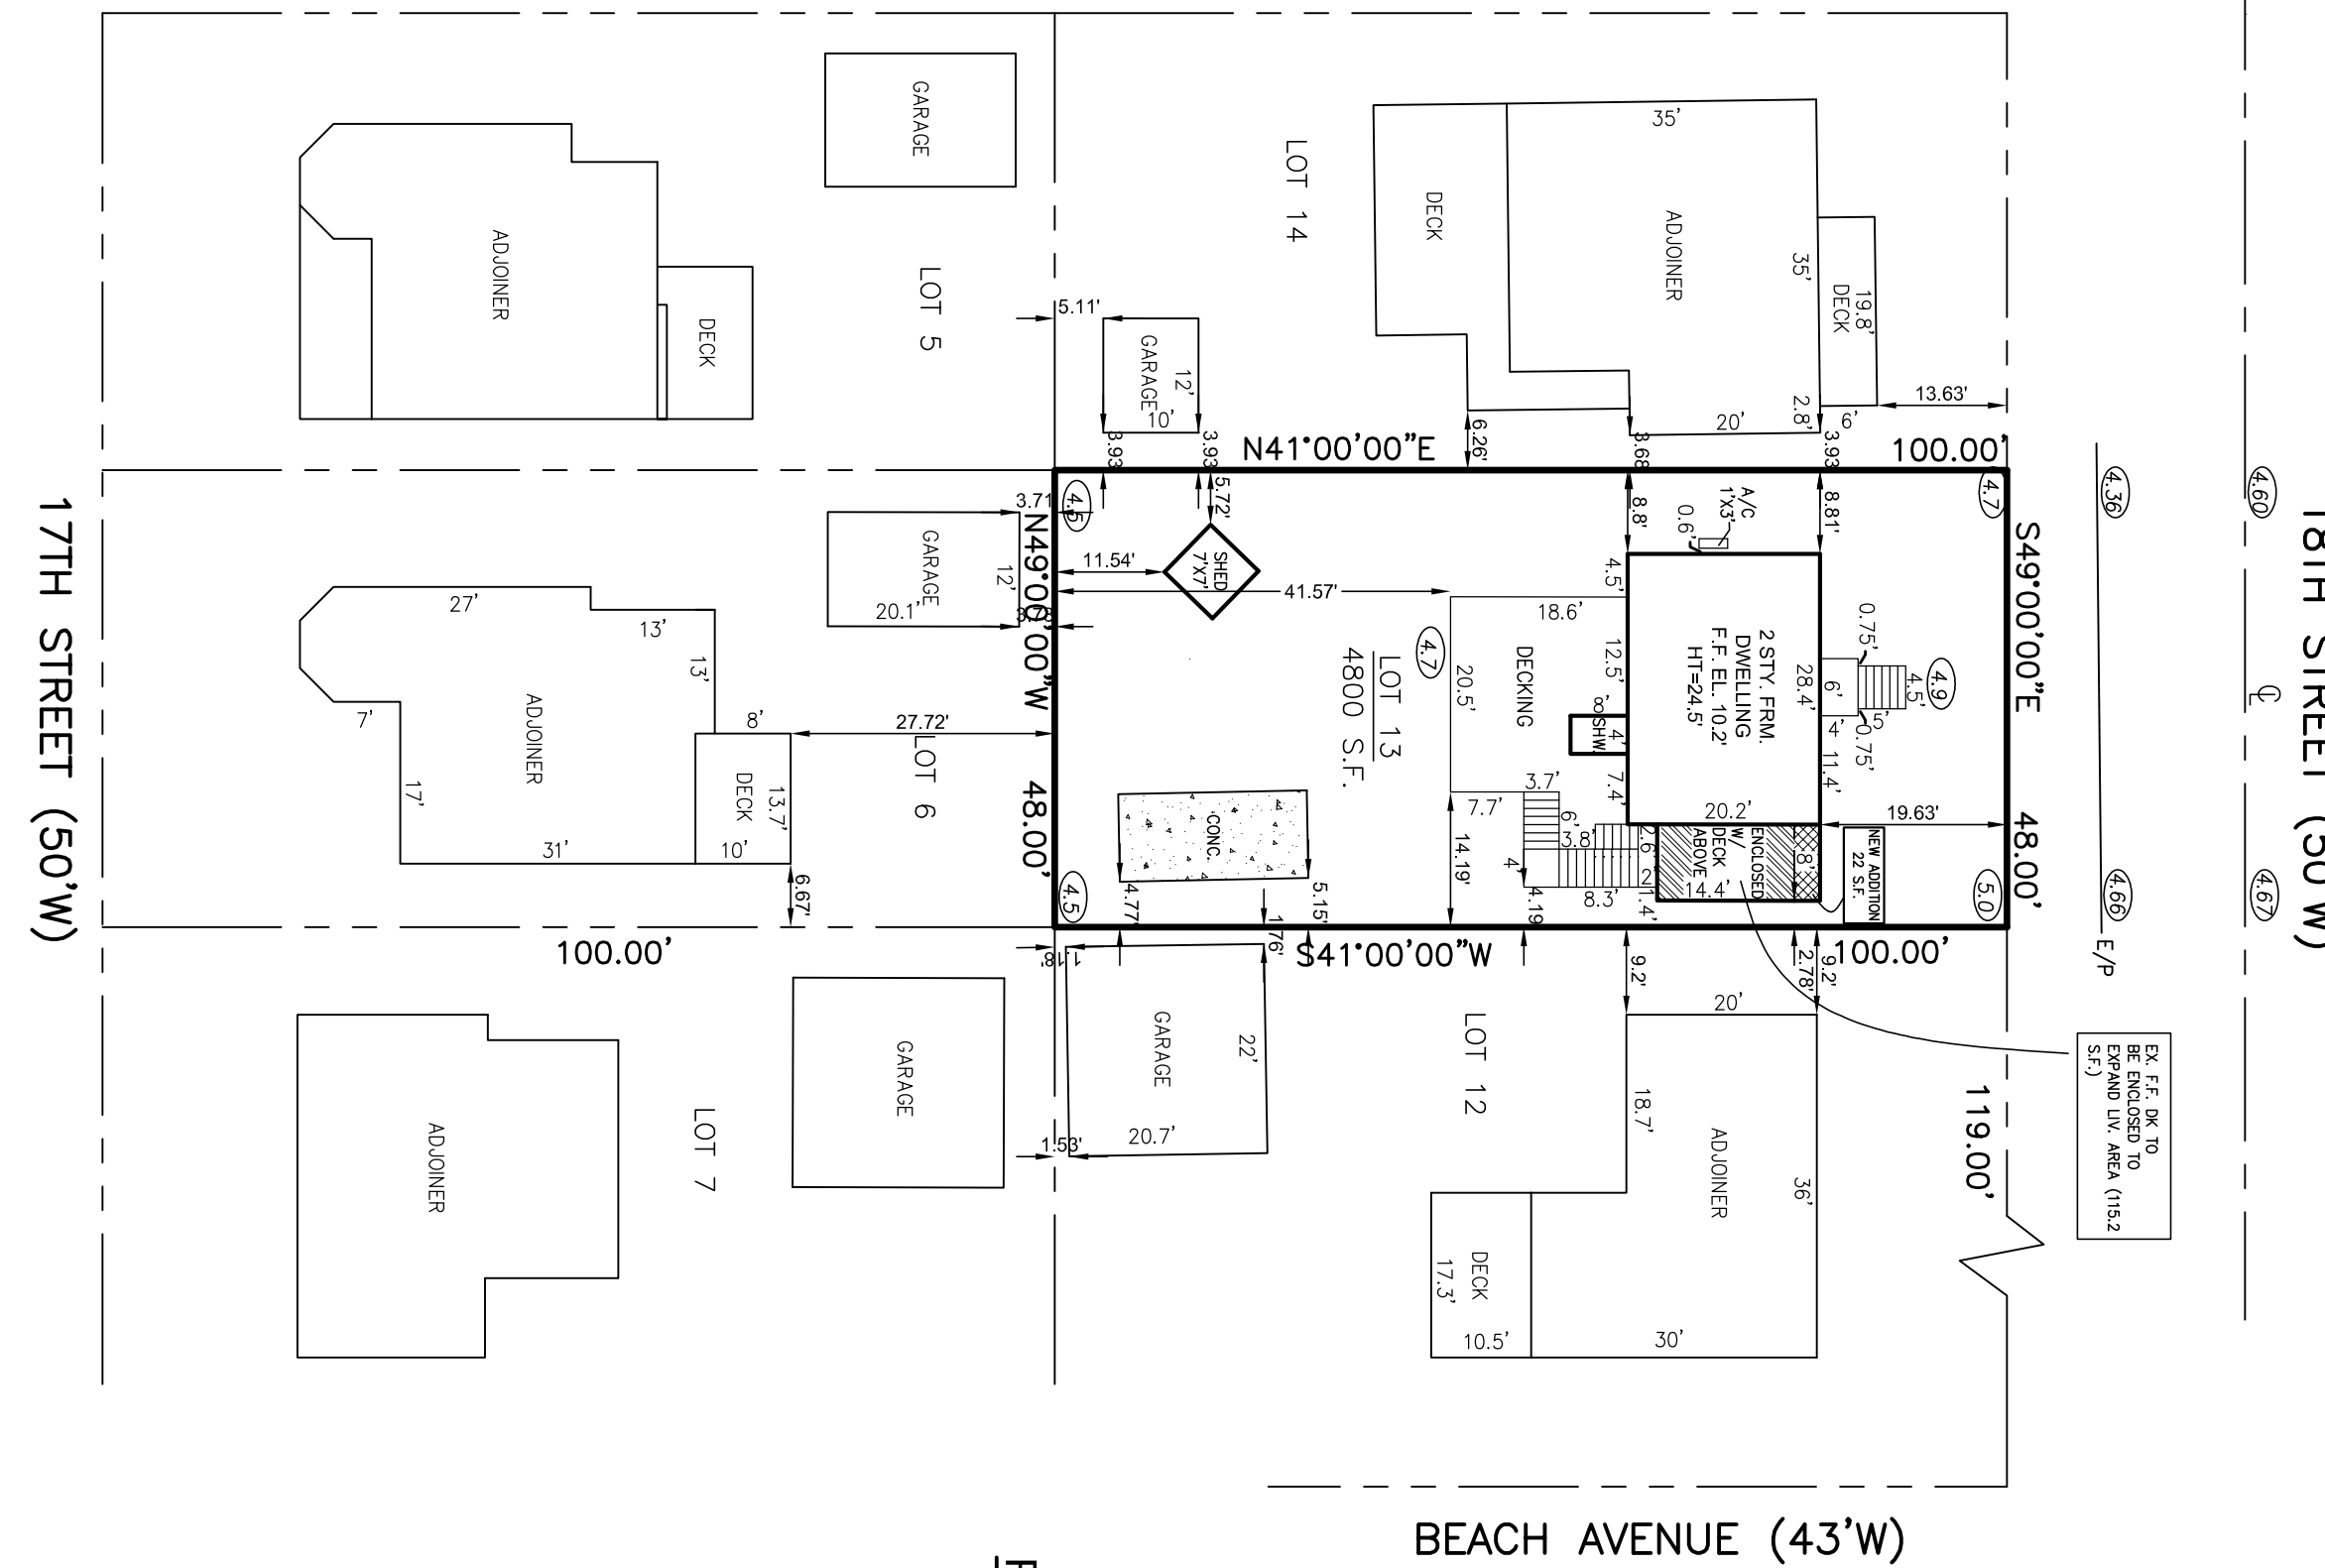 GARAGE
ADJOINER
DECK
LOT 5
LOT 14
DECK
ADJOINER
35'
35'
19.8'
DECK
2.8'
6'
20'
13.63'
5.11'
GARAGE
12'
10'
3.93'
3.93'
6.26'
3.68'
3.93'
N41°00'00"E
100.00'
4.36
4.60
17TH STREET (50'W)
GARAGE
12'
20.1'
3.71'
ADJOINER
27'
13'
13'
7'
17'
31'
8'
DECK
13.7'
10'
27.72'
6.67'
LOT 6
N49°00'00"W
48.00'
4.5
11.54'
5.72'
SHED
7'X7'
41.57'
LOT 13
4800 S.F.
4.7
DECKING
18.6'
20.5'
8.8'
8.81'
A/C
1'X3'
0.6'
4.5'
12.5'
8'
SHW.
4'
7.4'
2 STY. FRM.
DWELLING
F.F. EL. 10.2'
HT=24.5'
28.4'
20.2'
0.75'
6'
4.5'
5'
4'
0.75'
11.4'
4.9
19.63'
4.7
S49°00'00"E
48.00'
5.0
NEW ADDITION
22 S.F.
ENCLOSED
W/
DECK
ABOVE
8'
14.4'
2.6'
2'
1.4'
3.7'
7.7'
6'
3.8'
4'
8.3'
4.19'
14.19'
CONC.
4.77'
5.15'
4.5
S41°00'00"W
100.00'
4.66
4.67
E/P
18TH STREET (50'W)
100.00'
ADJOINER
LOT 7
GARAGE
1.18'
1.76'
GARAGE
22'
20.7'
1.53'
LOT 12
9.2'
2.78'
9.2'
20'
18.7'
ADJOINER
36'
DECK
17.3'
10.5'
30'
119.00'
EX. F.F. DK TO
BE ENCLOSED TO
EXPAND LIV. AREA (115.2
S.F.)
BEACH AVENUE (43'W)